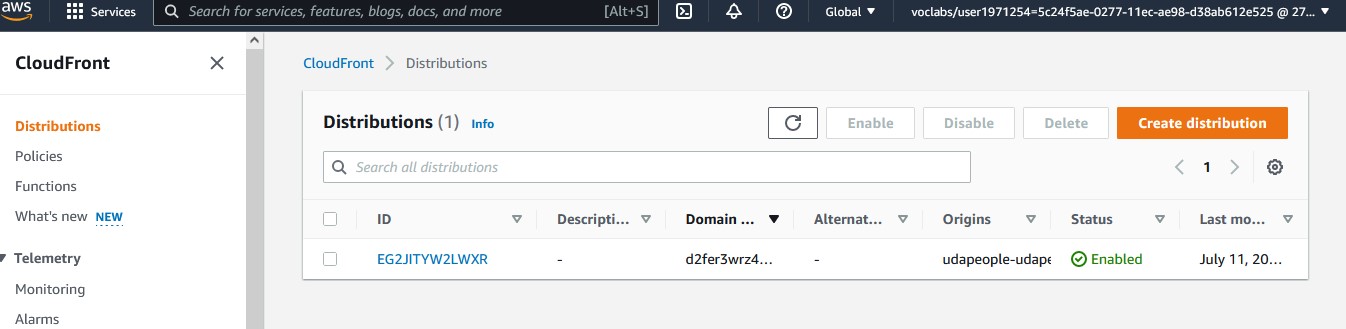 aws
Services
Search for services, features, blogs, docs, and more
[Alt+S]
Global
voclabs/user1971254=5c24f5ae-0277-11ec-ae98-d38ab612e525 @ 27...
CloudFront
CloudFront > Distributions
Distributions
Policies
Functions
What's new NEW
Telemetry
Monitoring
Alarms
Distributions (1) Info
Enable
Disable
Delete
Create distribution
Search all distributions
1
ID Descripti... Domain ... Alternat... Origins Status Last mo...
EG2JITYW2LWXR - d2fer3wrz4... - udapeople-udape Enabled July 11, 20...